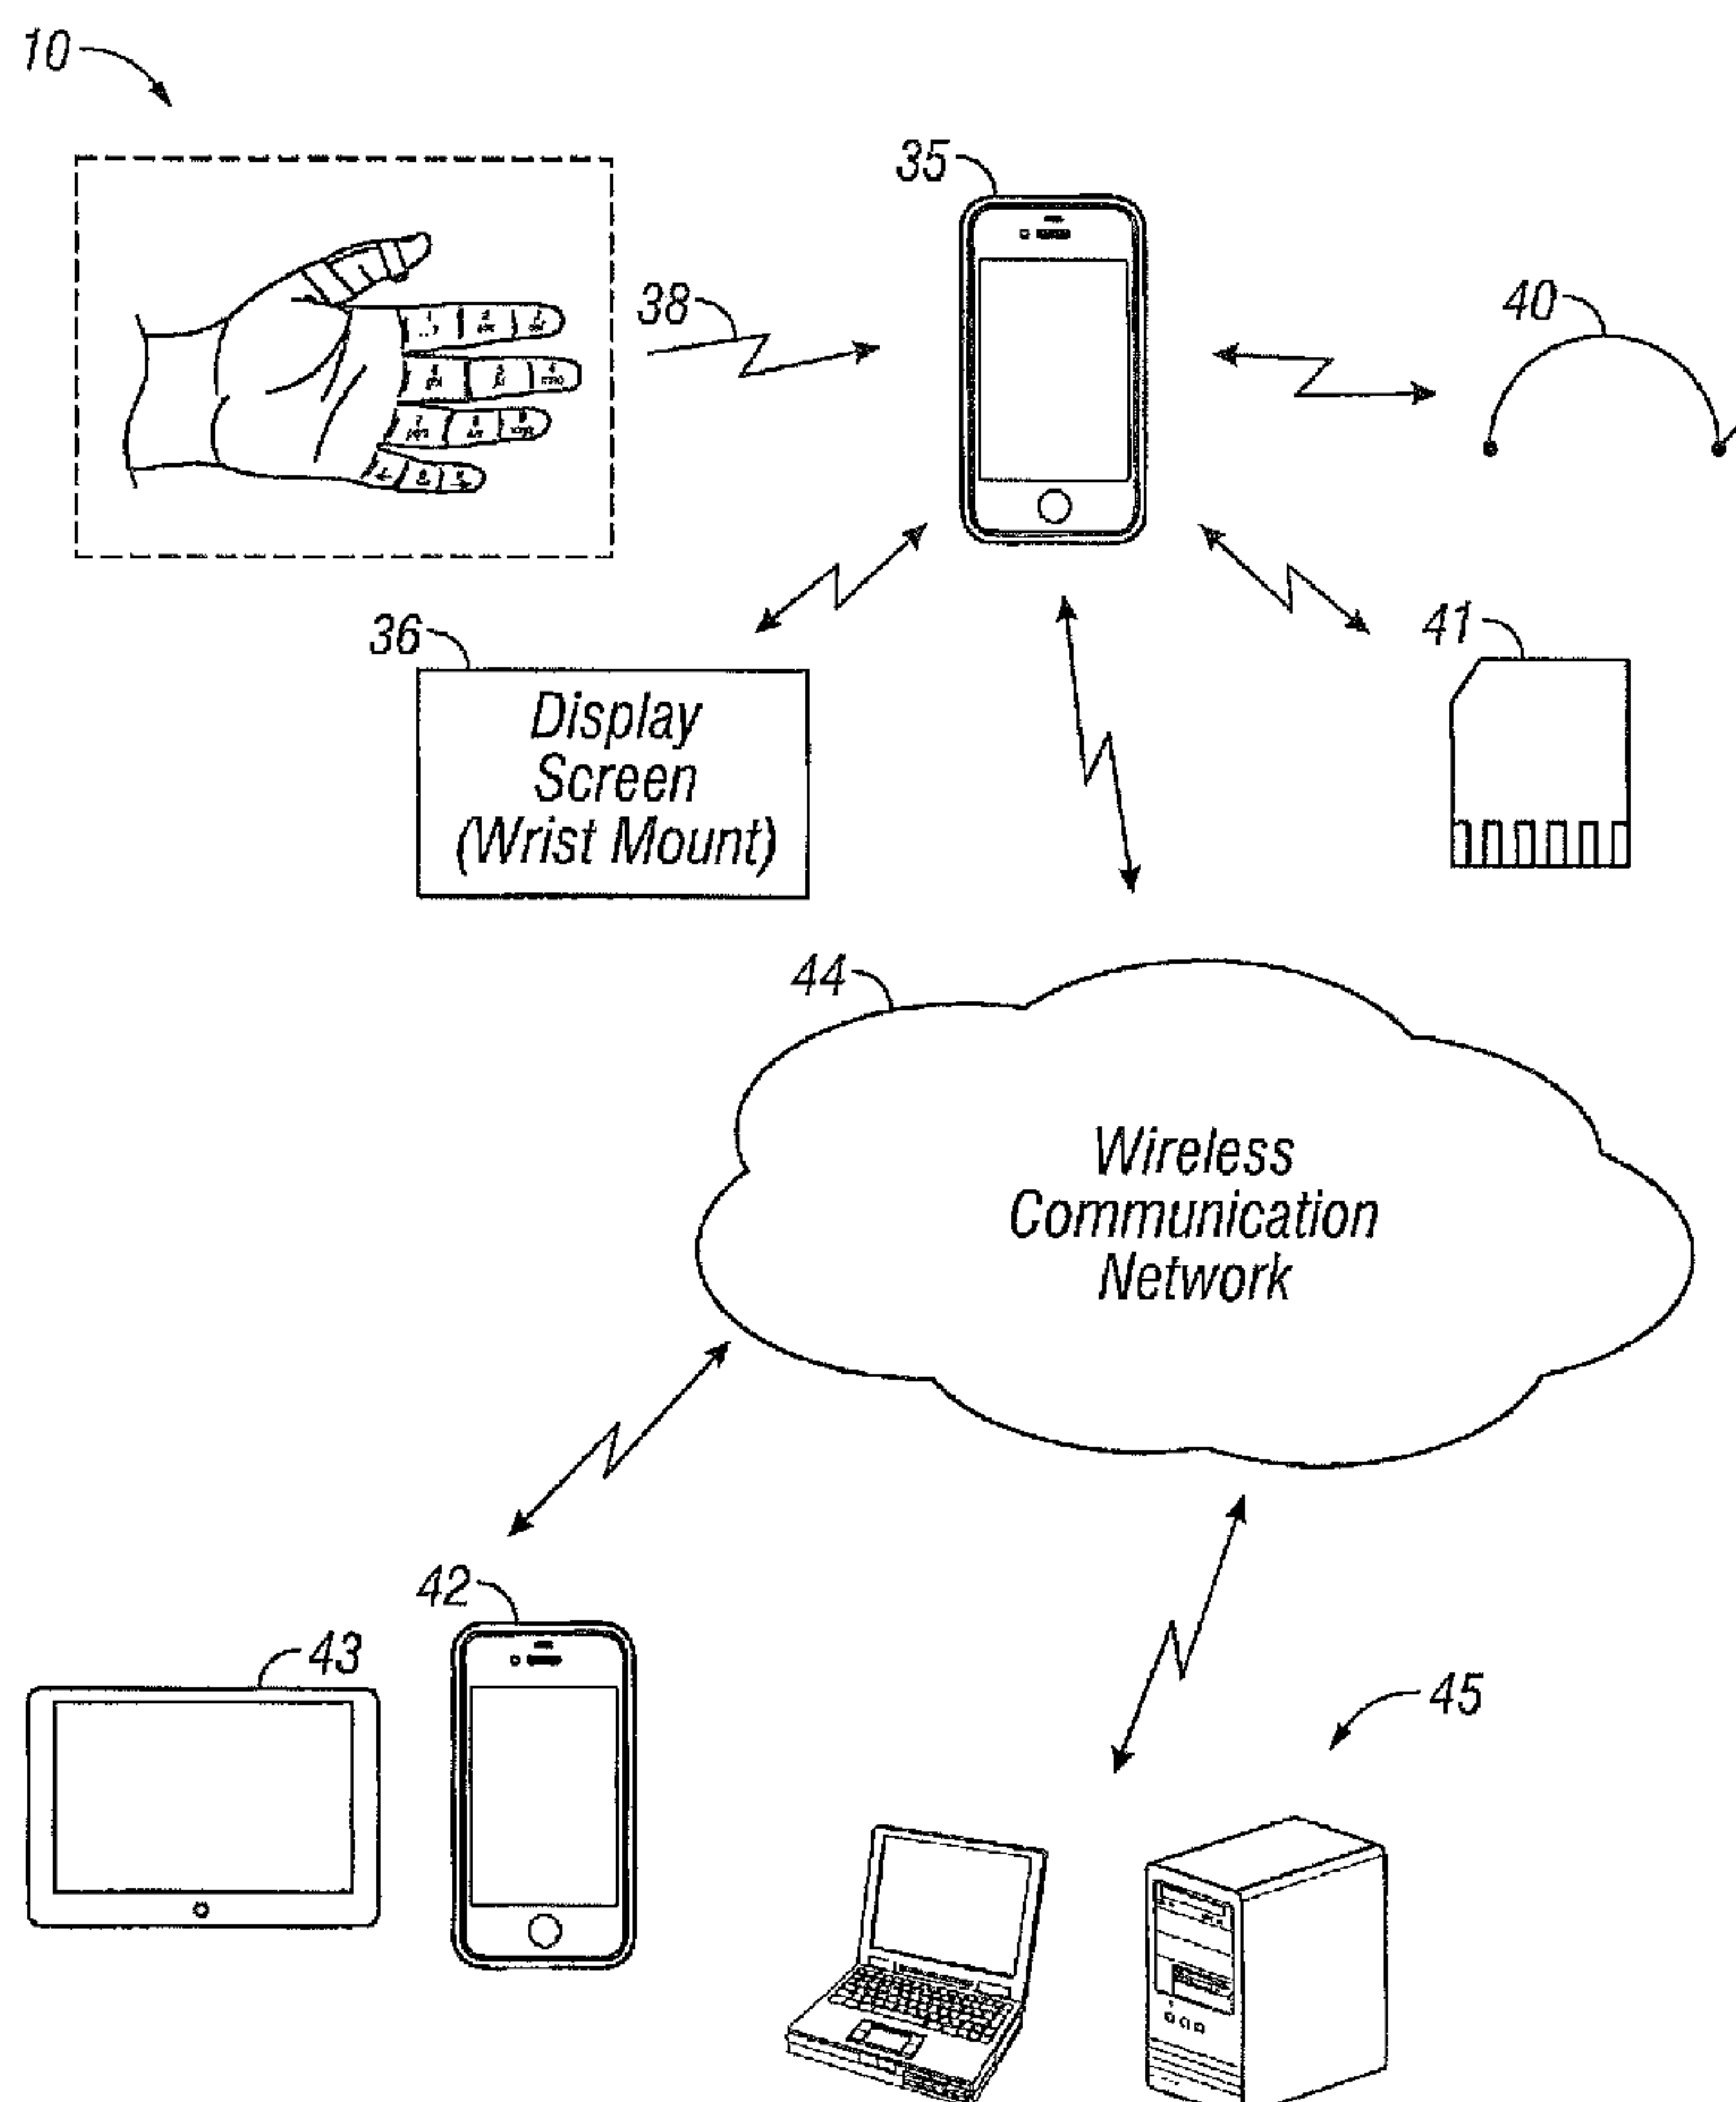 10
35
38
40
36
Display
Screen
(Wrist Mount)
41
44
Wireless
Communication
Network
42
43
45